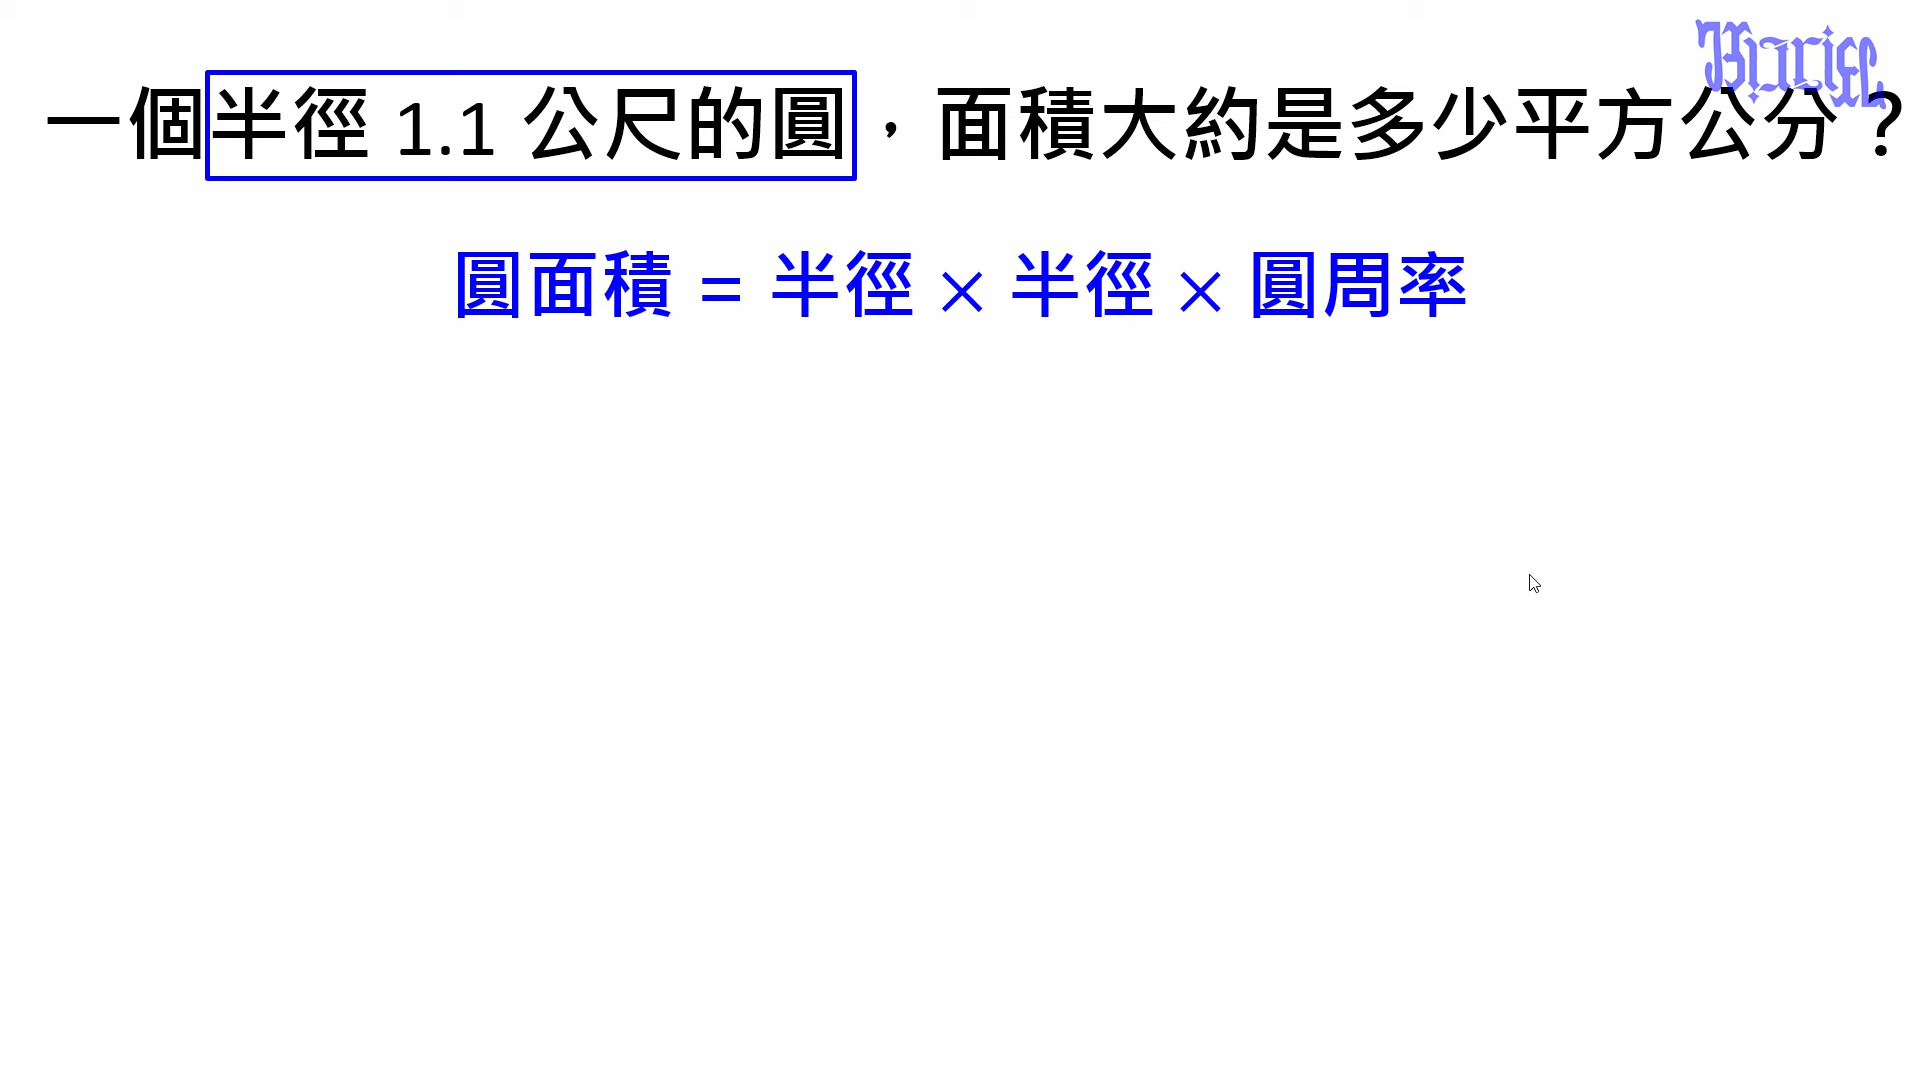 一個半徑 1.1 公尺的圓，面積大約是多少平方公分？
圓面積 = 半徑 × 半徑 × 圓周率